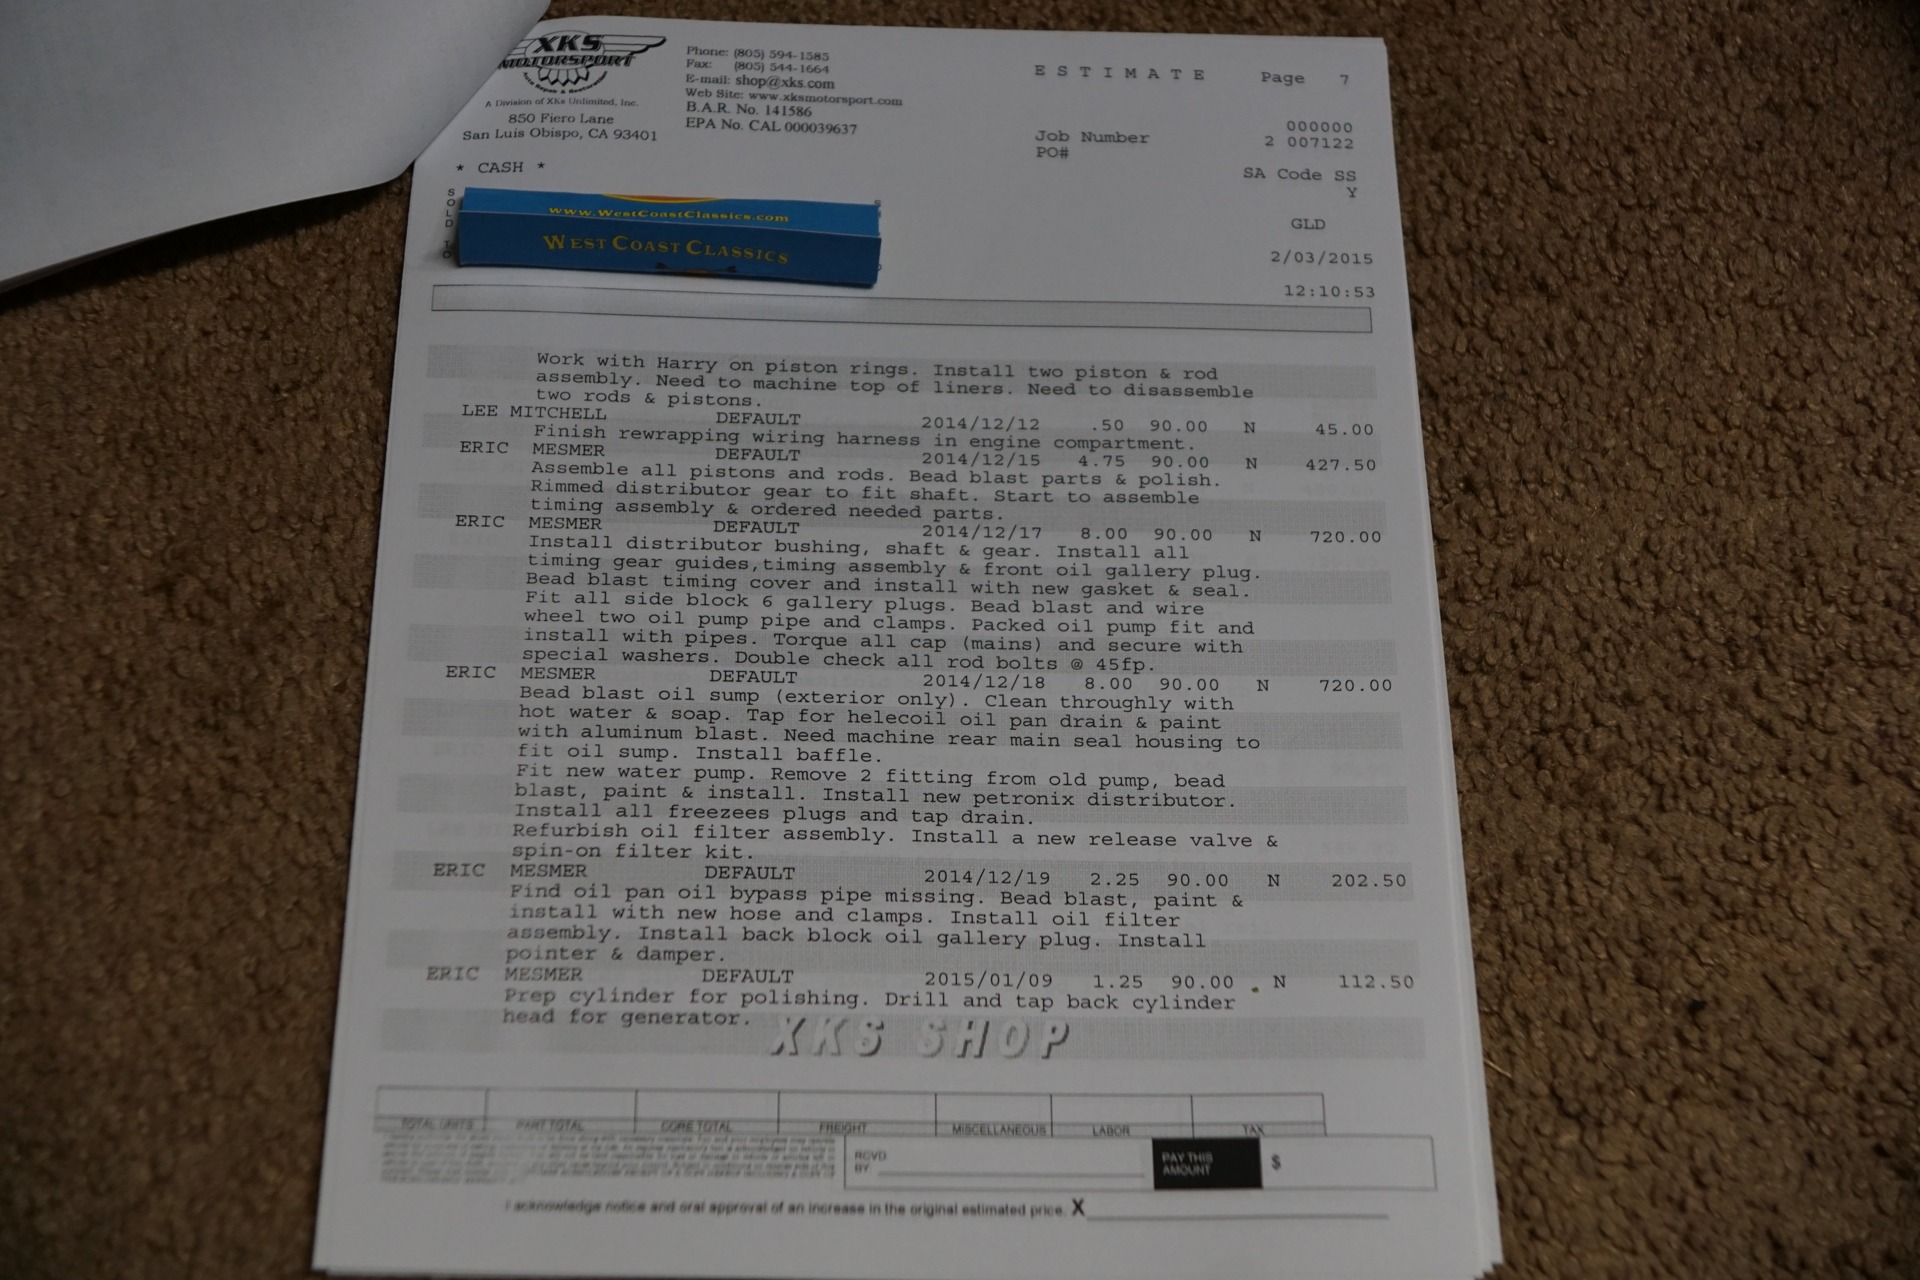 XKS
MOTORSPORT
Auto Repair & Restoration
A Division of XKs Unlimited, Inc.
850 Fiero Lane
San Luis Obispo, CA 93401
Phone: (805) 594-1585
Fax: (805) 544-1664
E-mail: shop@xks.com
Web Site: www.xksmotorsport.com
B.A.R. No. 141586
EPA No. CAL 000039637
ESTIMATE Page 7
000000
Job Number 2 007122
PO#
SA Code SS
Y
GLD
2/03/2015
12:10:53
* CASH *
SOLD TO
www.WestCoastClassics.com
WEST COAST CLASSICS
Work with Harry on piston rings. Install two piston & rod
assembly. Need to machine top of liners. Need to disassemble
two rods & pistons.
LEE MITCHELL DEFAULT 2014/12/12 .50 90.00 N 45.00
Finish rewrapping wiring harness in engine compartment.
ERIC MESMER DEFAULT 2014/12/15 4.75 90.00 N 427.50
Assemble all pistons and rods. Bead blast parts & polish.
Rimmed distributor gear to fit shaft. Start to assemble
timing assembly & ordered needed parts.
ERIC MESMER DEFAULT 2014/12/17 8.00 90.00 N 720.00
Install distributor bushing, shaft & gear. Install all
timing gear guides,timing assembly & front oil gallery plug.
Bead blast timing cover and install with new gasket & seal.
Fit all side block 6 gallery plugs. Bead blast and wire
wheel two oil pump pipe and clamps. Packed oil pump fit and
install with pipes. Torque all cap (mains) and secure with
special washers. Double check all rod bolts @ 45fp.
ERIC MESMER DEFAULT 2014/12/18 8.00 90.00 N 720.00
Bead blast oil sump (exterior only). Clean throughly with
hot water & soap. Tap for helecoil oil pan drain & paint
with aluminum blast. Need machine rear main seal housing to
fit oil sump. Install baffle.
Fit new water pump. Remove 2 fitting from old pump, bead
blast, paint & install. Install new petronix distributor.
Install all freezees plugs and tap drain.
Refurbish oil filter assembly. Install a new release valve &
spin-on filter kit.
ERIC MESMER DEFAULT 2014/12/19 2.25 90.00 N 202.50
Find oil pan oil bypass pipe missing. Bead blast, paint &
install with new hose and clamps. Install oil filter
assembly. Install back block oil gallery plug. Install
pointer & damper.
ERIC MESMER DEFAULT 2015/01/09 1.25 90.00 N 112.50
Prep cylinder for polishing. Drill and tap back cylinder
head for generator.
XKS SHOP
TOTAL UNITS PART TOTAL CORE TOTAL FREIGHT MISCELLANEOUS LABOR TAX
RCVD
BY
PAY THIS
AMOUNT
$
I acknowledge notice and oral approval of an increase in the original estimated price. X